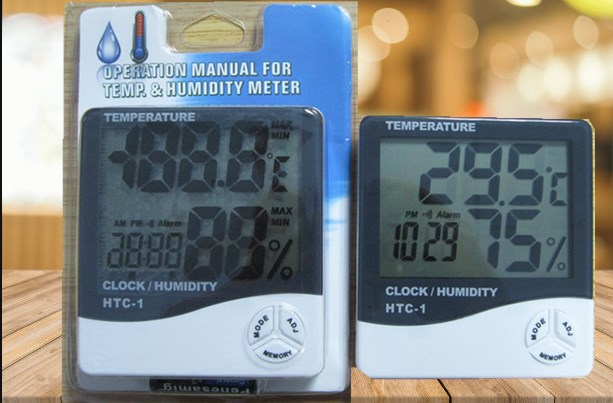 OPERATION MANUAL FOR
TEMP. & HUMIDITY METER
TEMPERATURE
MAX
MIN
188.8 °E
AM PM Alarm
MAX
MIN
28:88
88 %
CLOCK / HUMIDITY
HTC-1
MODE
ADJ
MEMORY
TEMPERATURE
29.5 °C
PM Alarm
10 29
75 %
CLOCK / HUMIDITY
HTC-1
MODE
ADJ
MEMORY